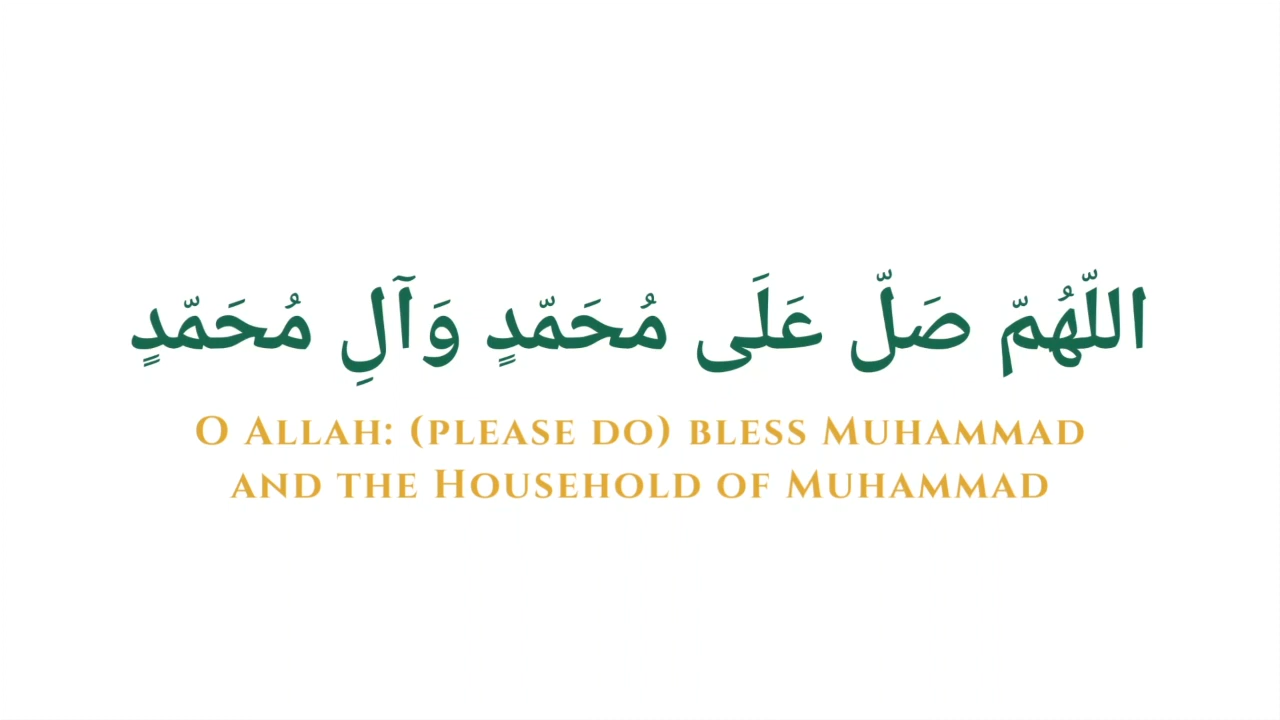 اللّهُمّ صَلّ عَلَى مُحَمّدٍ وَآلِ مُحَمّدٍ
O Allah: (please do) bless Muhammad
and the Household of Muhammad